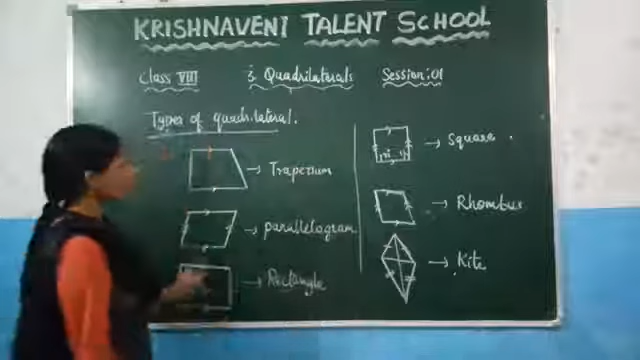 KRISHNAVENI TALENT SCHOOL
Class VIII 3. Quadrilaterals Session:01
Types of quadrilateral.
Trapezium
parallelogram
Rectangle
Square
Rhombus
Kite